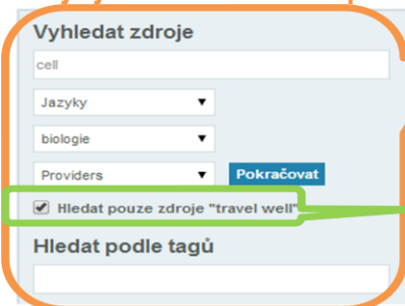 Vyhledat zdroje
cell
Jazyky
biologie
Providers Pokračovat
Hledat pouze zdroje "travel well"
Hledat podle tagů